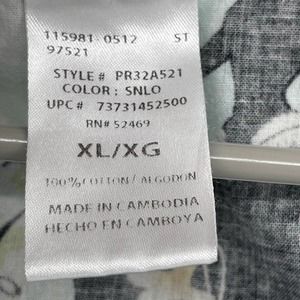 115981 0512 ST
97521
STYLE # PR32A521
COLOR : SNLO
UPC# 73731452500
RN# 52469
XL/XG
100% COTTON / ALGODON
MADE IN CAMBODIA
HECHO EN CAMBOYA